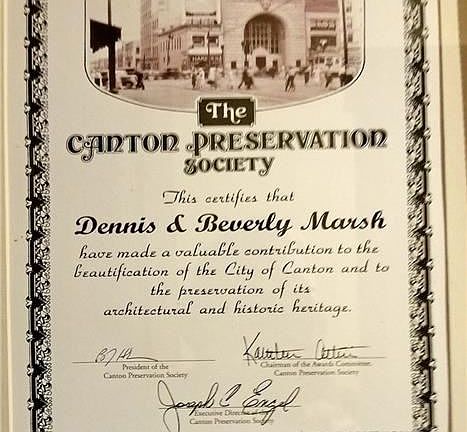 The
CANTON PRESERVATION
SOCIETY
This certifies that
Dennis & Beverly Marsh
have made a valuable contribution to the
beautification of the City of Canton and to
the preservation of its
architectural and historic heritage.
President of the
Canton Preservation Society
Chairman of the Awards Committee
Canton Preservation Society
Joseph C. Engel
Executive Director of
Canton Preservation Society